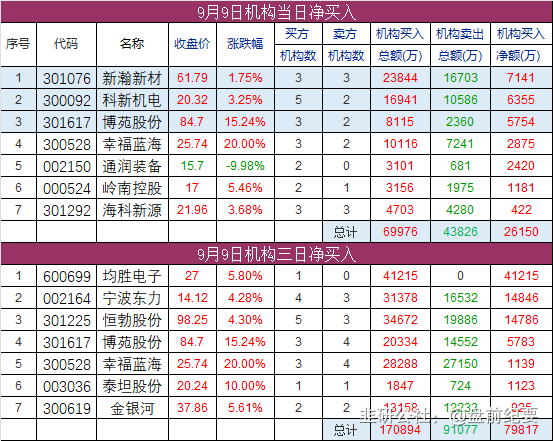 9月9日机构当日净买入
序号 代码 名称 收盘价 涨跌幅 买方机构数 卖方机构数 机构买入总额(万) 机构卖出总额(万) 机构买入净额(万)
1 301076 新瀚新材 61.79 1.75% 3 3 23844 16703 7141
2 300092 科新机电 20.32 3.25% 5 2 16941 10586 6355
3 301617 博苑股份 84.7 15.24% 3 3 8115 2360 5754
4 300528 幸福蓝海 25.74 20.00% 3 3 10116 7241 2875
5 002150 通润装备 15.7 -9.98% 2 0 3101 681 2420
6 000524 岭南控股 17 5.46% 2 1 3156 1975 1181
7 301292 海科新源 21.96 3.68% 3 3 4703 4280 422
总计 69976 43826 26150
9月9日机构三日净买入
1 600699 均胜电子 27 5.80% 1 0 41215 0 41215
2 002164 宁波东力 14.12 4.28% 4 3 31378 16532 14846
3 301225 恒勃股份 98.25 4.30% 5 3 34672 19886 14786
4 301617 博苑股份 84.7 15.24% 3 4 20334 14552 5783
5 300528 幸福蓝海 25.74 20.00% 3 4 28288 27150 1139
6 003036 泰坦股份 20.24 10.00% 1 1 1847 724 1123
7 300619 金银河 37.86 5.61% 2 2 13158 12232 925
总计 170894 91077 79817
韭研公社：@盘前纪要